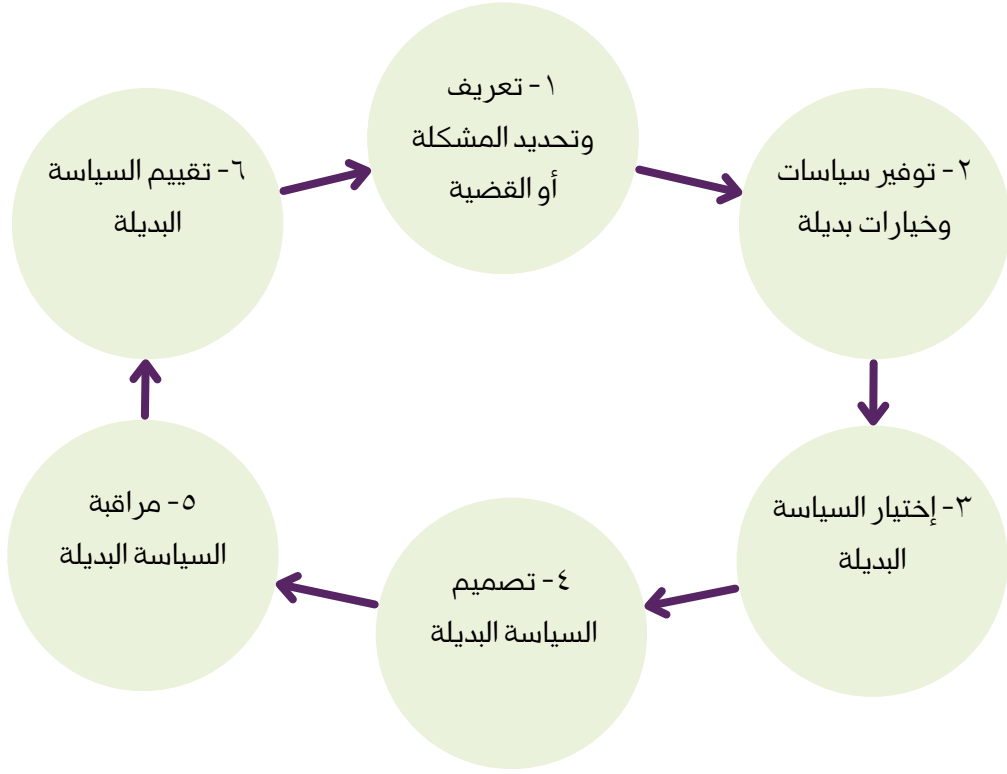 ١- تعريف
وتحديد المشكلة
أو القضية
٢- توفير سياسات
وخيارات بديلة
٣- إختيار السياسة
البديلة
٤- تصميم
السياسة البديلة
٥- مراقبة
السياسة البديلة
٦- تقييم السياسة
البديلة